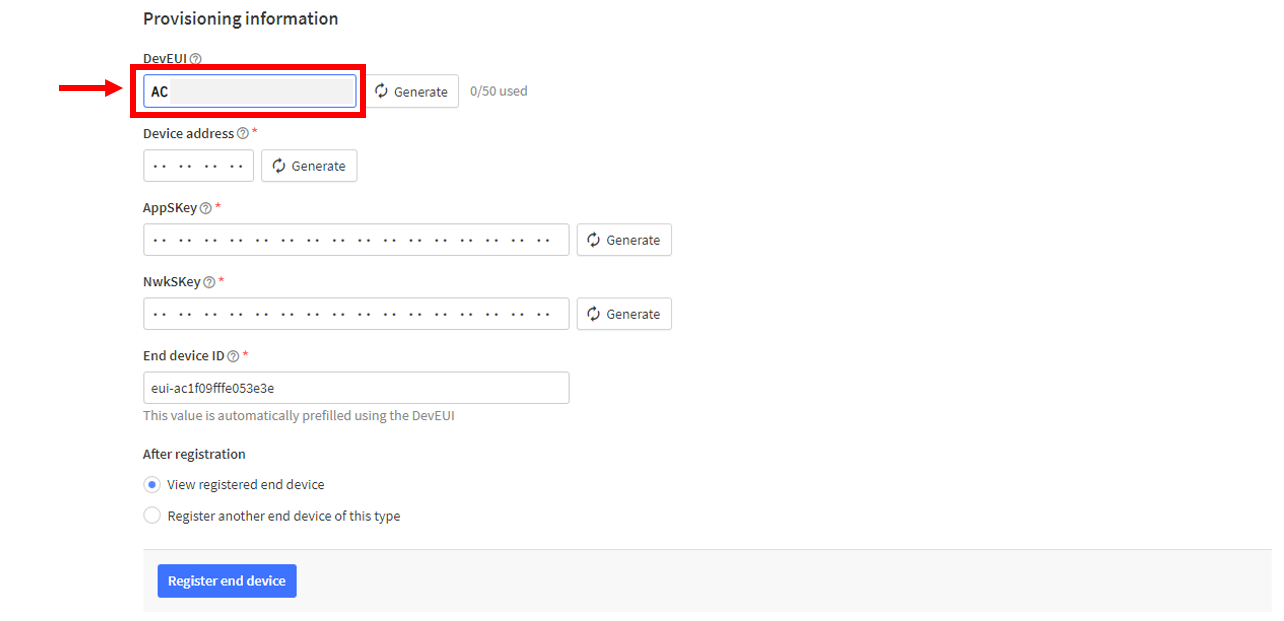 Provisioning information
DevEUI
AC
Generate
0/50 used
Device address *
·· ·· ·· ··
Generate
AppSKey *
·· ·· ·· ·· ·· ·· ·· ·· ·· ·· ·· ·· ·· ·· ·· ··
Generate
NwkSKey *
·· ·· ·· ·· ·· ·· ·· ·· ·· ·· ·· ·· ·· ·· ·· ··
Generate
End device ID *
eui-ac1f09fffe053e3e
This value is automatically prefilled using the DevEUI
After registration
View registered end device
Register another end device of this type
Register end device